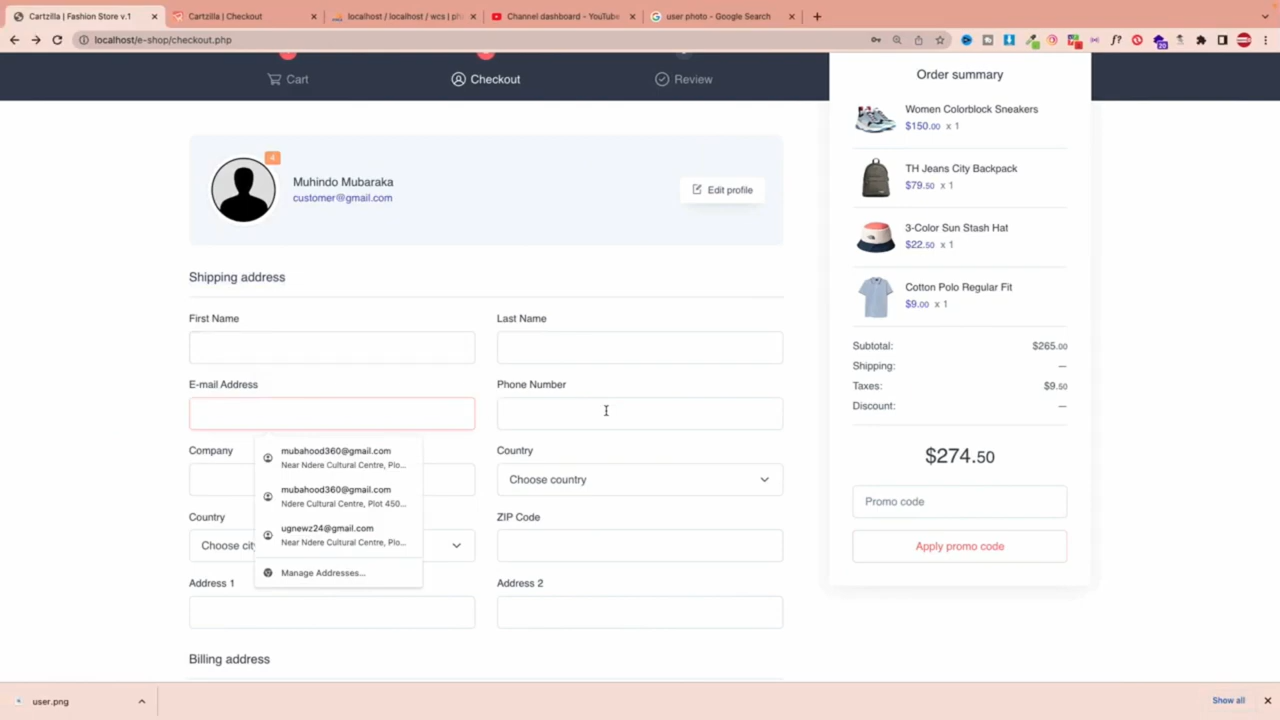 Cartzilla | Fashion Store v.1
Cartzilla | Checkout
localhost / localhost / wcs | ph
Channel dashboard - YouTube
user photo - Google Search
localhost/e-shop/checkout.php
20
Cart
Checkout
Review
4
Muhindo Mubaraka
customer@gmail.com
Edit profile
Shipping address
First Name
Last Name
E-mail Address
Phone Number
Company
Country
Choose country
mubahood360@gmail.com
Near Ndere Cultural Centre, Plo...
mubahood360@gmail.com
Ndere Cultural Centre, Plot 450...
ugnewz24@gmail.com
Near Ndere Cultural Centre, Plo...
Manage Addresses...
Country
Choose cit
ZIP Code
Address 1
Address 2
Billing address
Order summary
Women Colorblock Sneakers
$150.00 x 1
TH Jeans City Backpack
$79.50 x 1
3-Color Sun Stash Hat
$22.50 x 1
Cotton Polo Regular Fit
$9.00 x 1
Subtotal: $265.00
Shipping: —
Taxes: $9.50
Discount: —
$274.50
Promo code
Apply promo code
user.png
Show all